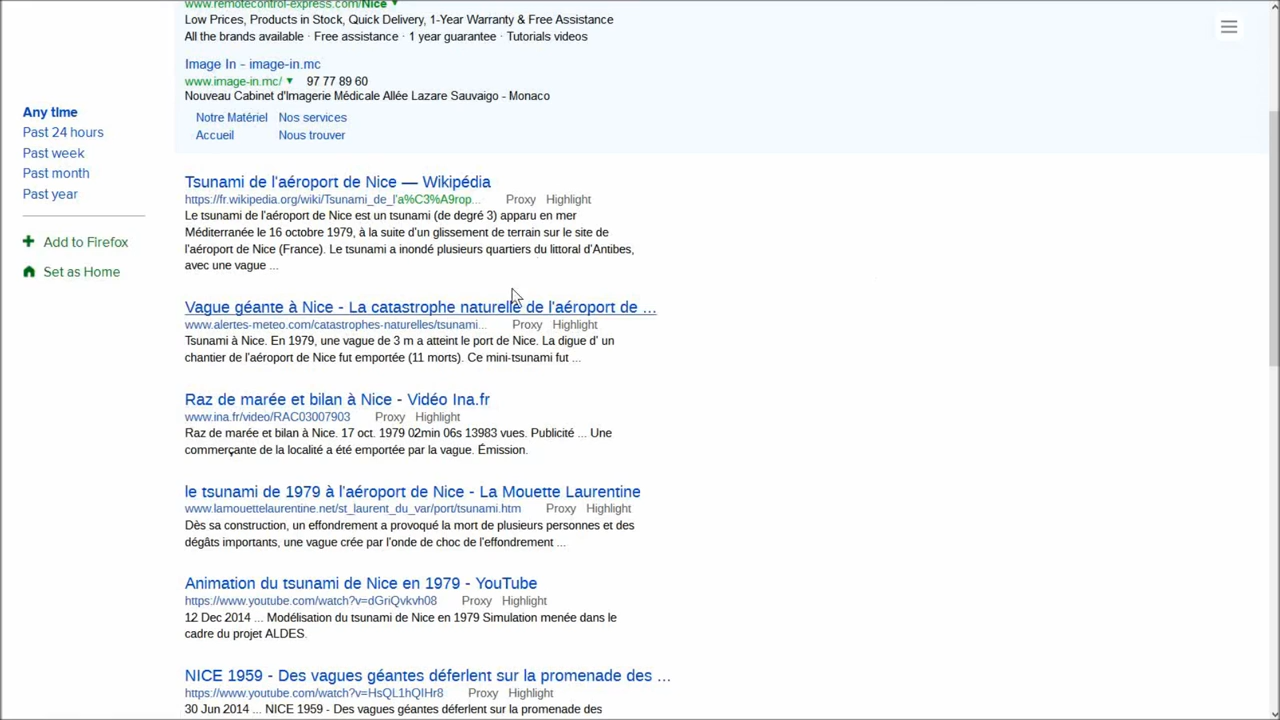 www.remotecontrol-express.com/Nice
Low Prices, Products in Stock, Quick Delivery, 1-Year Warranty & Free Assistance
All the brands available · Free assistance · 1 year guarantee · Tutorials videos
Image In - image-in.mc
www.image-in.mc/ 97 77 89 60
Nouveau Cabinet d'Imagerie Médicale Allée Lazare Sauvaigo - Monaco
Notre Matériel Nos services
Accueil Nous trouver
Any time
Past 24 hours
Past week
Past month
Past year
Add to Firefox
Set as Home
Tsunami de l'aéroport de Nice — Wikipédia
https://fr.wikipedia.org/wiki/Tsunami_de_l'a%C3%A9rop... Proxy Highlight
Le tsunami de l'aéroport de Nice est un tsunami (de degré 3) apparu en mer
Méditerranée le 16 octobre 1979, à la suite d'un glissement de terrain sur le site de
l'aéroport de Nice (France). Le tsunami a inondé plusieurs quartiers du littoral d'Antibes,
avec une vague ...
Vague géante à Nice - La catastrophe naturelle de l'aéroport de ...
www.alertes-meteo.com/catastrophes-naturelles/tsunami... Proxy Highlight
Tsunami à Nice. En 1979, une vague de 3 m a atteint le port de Nice. La digue d' un
chantier de l'aéroport de Nice fut emportée (11 morts). Ce mini-tsunami fut ...
Raz de marée et bilan à Nice - Vidéo Ina.fr
www.ina.fr/video/RAC03007903 Proxy Highlight
Raz de marée et bilan à Nice. 17 oct. 1979 02min 06s 13983 vues. Publicité ... Une
commerçante de la localité a été emportée par la vague. Émission.
le tsunami de 1979 à l'aéroport de Nice - La Mouette Laurentine
www.lamouettelaurentine.net/st_laurent_du_var/port/tsunami.htm Proxy Highlight
Dès sa construction, un effondrement a provoqué la mort de plusieurs personnes et des
dégâts importants, une vague crée par l'onde de choc de l'effondrement ...
Animation du tsunami de Nice en 1979 - YouTube
https://www.youtube.com/watch?v=dGriQvkvh08 Proxy Highlight
12 Dec 2014 ... Modélisation du tsunami de Nice en 1979 Simulation menée dans le
cadre du projet ALDES.
NICE 1959 - Des vagues géantes déferlent sur la promenade des ...
https://www.youtube.com/watch?v=HsQL1hQIHr8 Proxy Highlight
30 Jun 2014 ... NICE 1959 - Des vagues géantes déferlent sur la promenade des